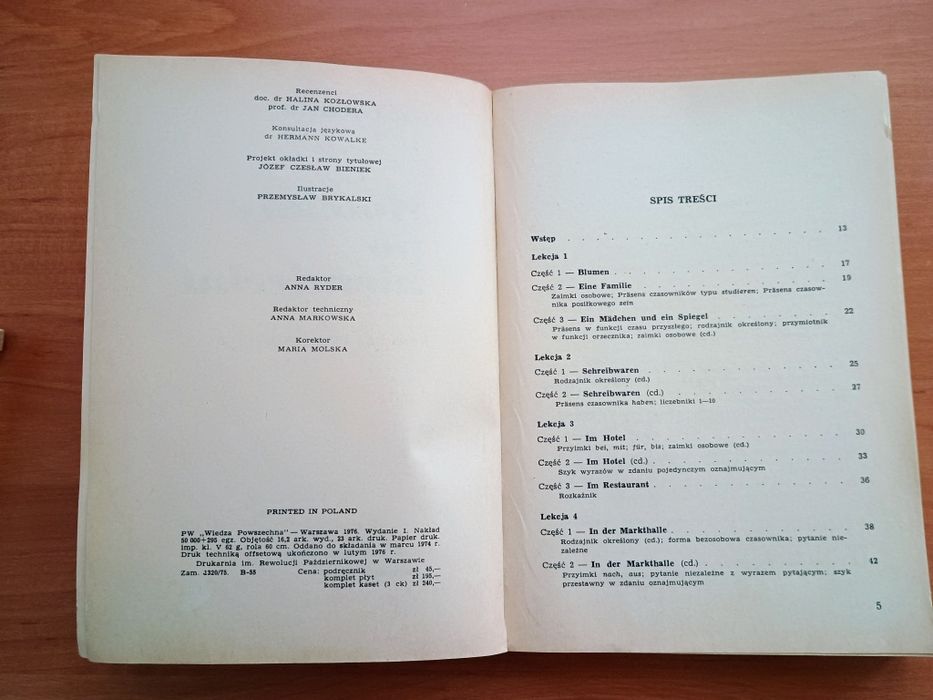 Recenzenci
doc. dr HALINA KOZŁOWSKA
prof. dr JAN CHODERA
Konsultacja językowa
dr HERMANN KOWALKE
Projekt okładki i strony tytułowej
JÓZEF CZESŁAW BIENIEK
Ilustracje
PRZEMYSŁAW BRYKALSKI
Redaktor
ANNA RYDER
Redaktor techniczny
ANNA MARKOWSKA
Korektor
MARIA MOLSKA
PRINTED IN POLAND
PW „Wiedza Powszechna" — Warszawa 1976. Wydanie I. Nakład
50 000+295 egz. Objętość 16,2 ark. wyd., 23 ark. druk. Papier druk.
imp. kl. V 62 g, rola 60 cm. Oddano do składania w marcu 1974 r.
Druk techniką offsetową ukończono w lutym 1976 r.
Drukarnia im. Rewolucji Październikowej w Warszawie
Zam. J320/75. B-55 Cena: podręcznik zł 45,—
komplet płyt zł 195,—
komplet kaset (3 ck) zł 240,—
SPIS TREŚCI
Wstęp . . . . . . . . . . . . . . . 13
Lekcja 1
Część 1 — Blumen . . . . . . . . . . . . 17
Część 2 — Eine Familie . . . . . . . . . . 19
Zaimki osobowe; Präsens czasowników typu studieren; Präsens czasow-
nika posiłkowego sein
Część 3 — Ein Mädchen und ein Spiegel . . . . . . . 22
Präsens w funkcji czasu przyszłego; rodzajnik określony; przymiotnik
w funkcji orzecznika; zaimki osobowe (cd.)
Lekcja 2
Część 1 — Schreibwaren . . . . . . . . . . 25
Rodzajnik określony (cd.)
Część 2 — Schreibwaren (cd.) . . . . . . . . . 27
Präsens czasownika haben; liczebniki 1—10
Lekcja 3
Część 1 — Im Hotel . . . . . . . . . . . 30
Przyimki bei, mit; für, bis; zaimki osobowe (cd.)
Część 2 — Im Hotel (cd.) . . . . . . . . . . 33
Szyk wyrazów w zdaniu pojedynczym oznajmującym
Część 3 — Im Restaurant . . . . . . . . . . 36
Rozkaźnik
Lekcja 4
Część 1 — In der Markthalle . . . . . . . . . 38
Rodzajnik określony (cd.); forma bezosobowa czasownika; pytanie nie-
zależne
Część 2 — In der Markthalle (cd.) . . . . . . . . 42
Przyimki nach, aus; pytanie niezależne z wyrazem pytającym; szyk
przestawny w zdaniu oznajmującym
5